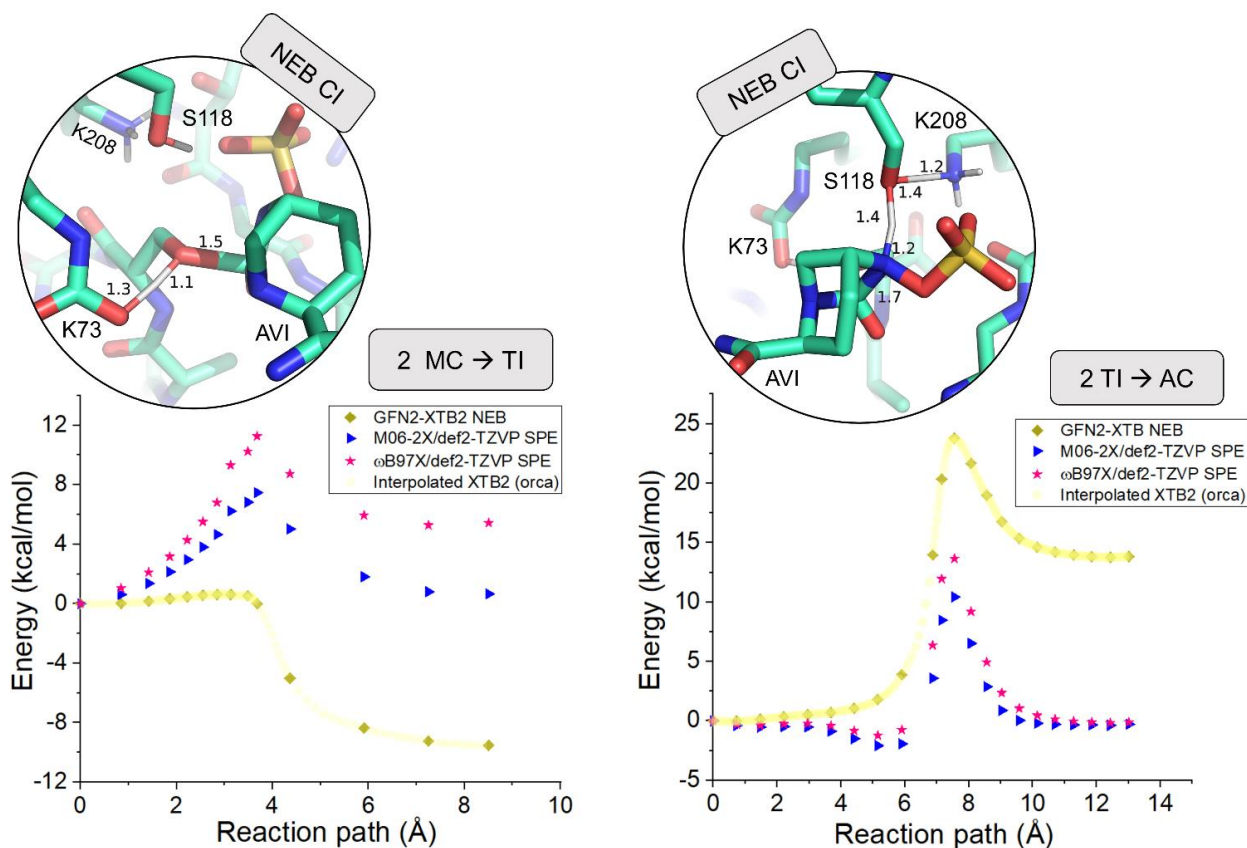 NEB CI
S118
K208
1.5
1.3
1.1
K73
AVI
2 MC → TI
GFN2-XTB2 NEB
M06-2X/def2-TZVP SPE
ωB97X/def2-TZVP SPE
Interpolated XTB2 (orca)
Energy (kcal/mol)
12
8
4
0
-4
-8
-12
0 2 4 6 8 10
Reaction path (Å)
NEB CI
K208
S118
1.2
1.4
1.4
K73
1.2
1.7
AVI
2 TI → AC
GFN2-XTB NEB
M06-2X/def2-TZVP SPE
ωB97X/def2-TZVP SPE
Interpolated XTB2 (orca)
Energy (kcal/mol)
25
20
15
10
5
0
-5
0 2 4 6 8 10 12 14
Reaction path (Å)